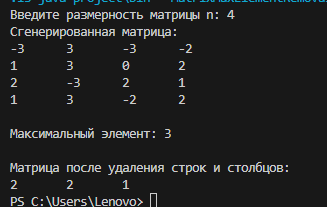 Введите размерность матрицы n: 4
Сгенерированная матрица:
-3 3 -3 -2
1 3 0 2
2 -3 2 1
1 3 -2 2
Максимальный элемент: 3
Матрица после удаления строк и столбцов:
2 2 1
PS C:\Users\Lenovo>